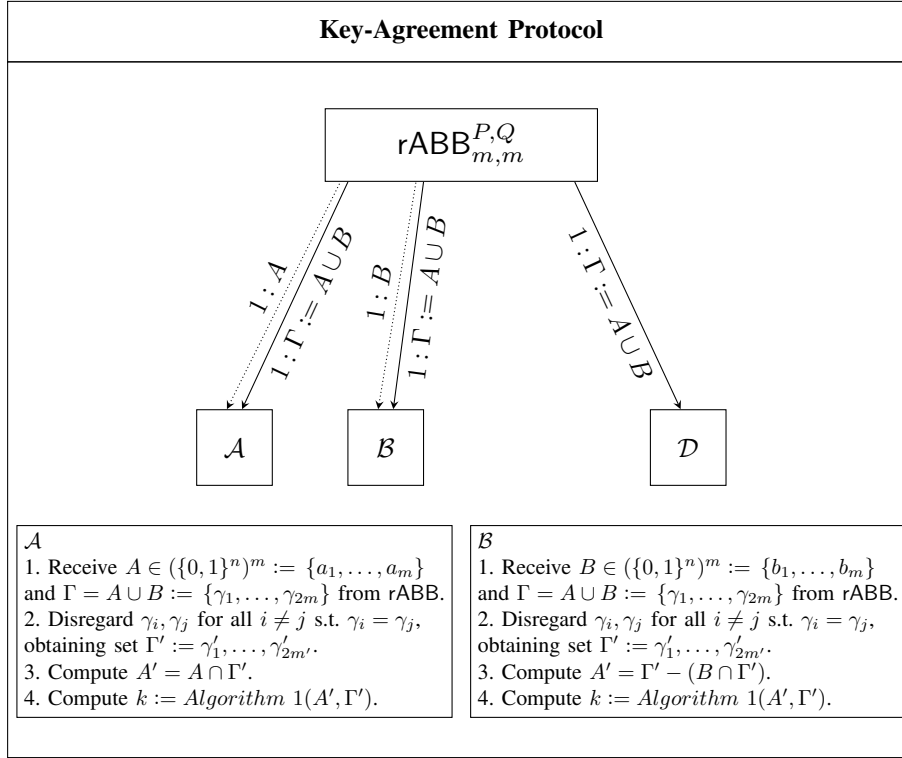 Key-Agreement Protocol
rABB^{P,Q}_{m,m}
1 : A
1 : Γ := A ∪ B
1 : B
1 : Γ := A ∪ B
1 : Γ := A ∪ B
𝒜
ℬ
𝒟
𝒜
1. Receive A ∈ ({0, 1}^n)^m := {a_1, . . . , a_m}
and Γ = A ∪ B := {γ_1, . . . , γ_{2m}} from rABB.
2. Disregard γ_i, γ_j for all i ≠ j s.t. γ_i = γ_j,
obtaining set Γ′ := γ′_1, . . . , γ′_{2m′}.
3. Compute A′ = A ∩ Γ′.
4. Compute k := Algorithm 1(A′, Γ′).
ℬ
1. Receive B ∈ ({0, 1}^n)^m := {b_1, . . . , b_m}
and Γ = A ∪ B := {γ_1, . . . , γ_{2m}} from rABB.
2. Disregard γ_i, γ_j for all i ≠ j s.t. γ_i = γ_j,
obtaining set Γ′ := γ′_1, . . . , γ′_{2m′}.
3. Compute A′ = Γ′ − (B ∩ Γ′).
4. Compute k := Algorithm 1(A′, Γ′).